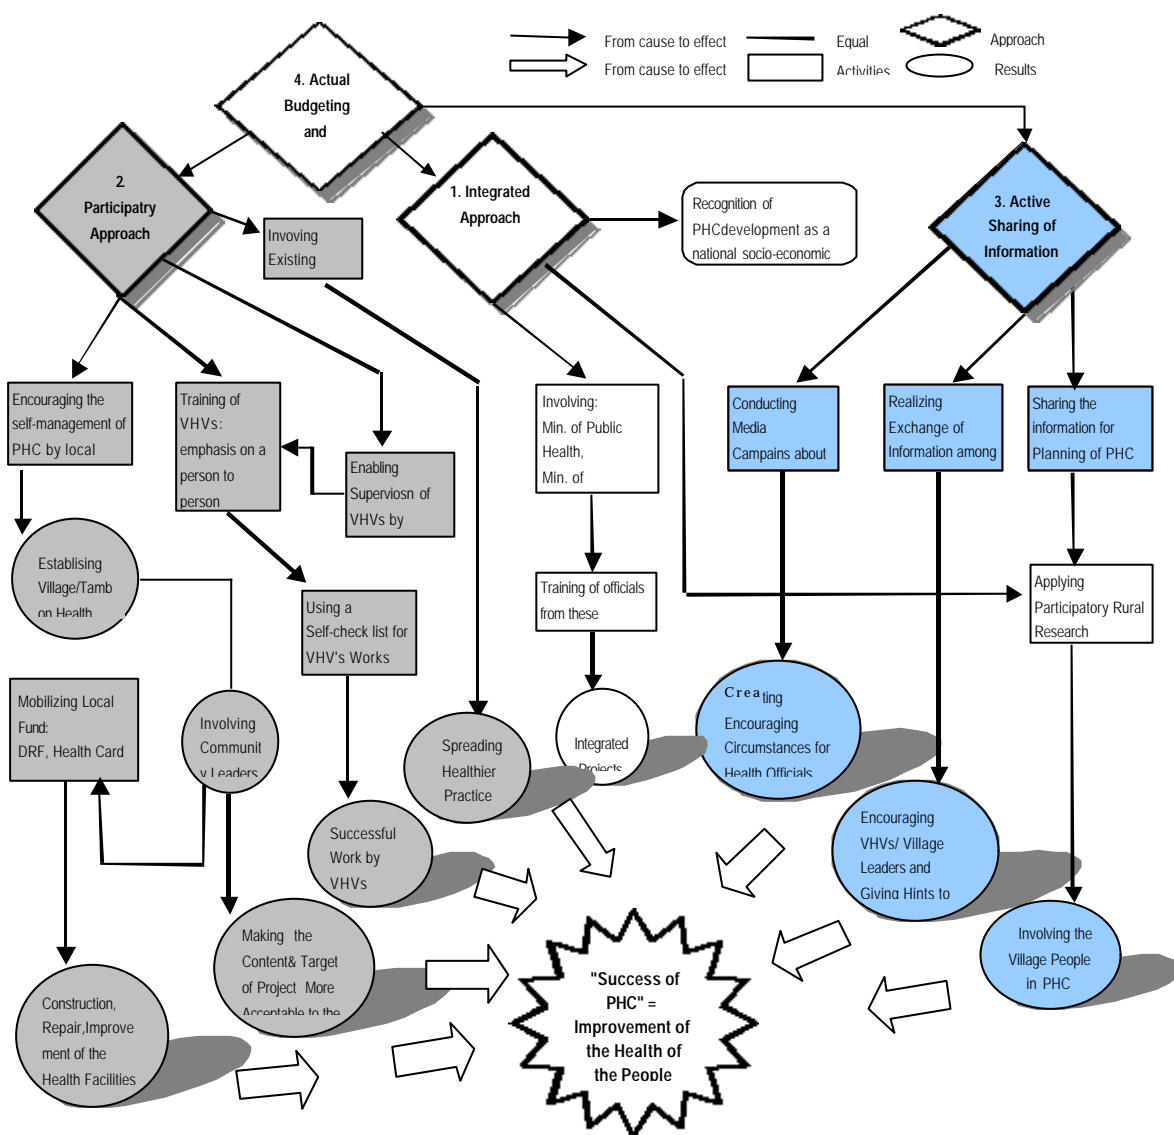 From cause to effect
Equal
Approach
From cause to effect
Activities
Results
4. Actual
Budgeting
and
2.
Participatry
Approach
1. Integrated
Approach
3. Active
Sharing of
Information
Invoving
Existing
Recognition of
PHCdevelopment as a
national socio-economic
Encouraging the
self-management of
PHC by local
Training of
VHVs:
emphasis on a
person to
person
Enabling
Superviosn of
VHVs by
Involving:
Min. of Public
Health,
Min. of
Conducting
Media
Campains about
Realizing
Exchange of
Information among
Sharing the
information for
Planning of PHC
Establising
Village/Tamb
on Health
Using a
Self-check list for
VHV's Works
Training of officials
from these
Applying
Participatory Rural
Research
Mobilizing Local
Fund:
DRF, Health Card
Involving
Communit
y Leaders
Spreading
Healthier
Practice
Integrated
Projects
Creating
Encouraging
Circumstances for
Health Officials
Successful
Work by
VHVs
Encouraging
VHVs/ Village
Leaders and
Giving Hints to
Making the
Content& Target
of Project More
Acceptable to the
Involving the
Village People
in PHC
Construction,
Repair,Improve
ment of the
Health Facilities
"Success of
PHC" =
Improvement of
the Health of
the People